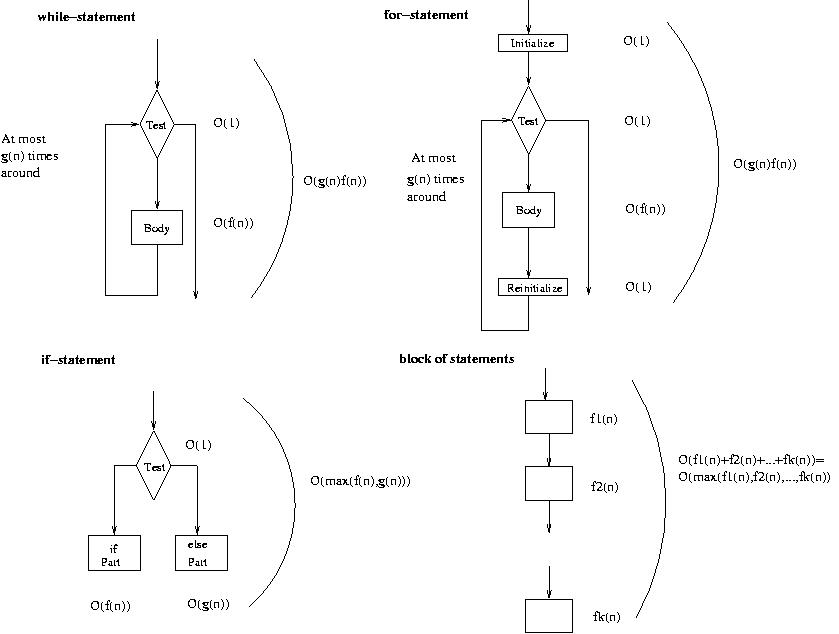 while-statement
Test
O(1)
At most
g(n) times
around
O(g(n)f(n))
Body
O(f(n))
for-statement
Initialize
O(1)
Test
O(1)
At most
g(n) times
around
O(g(n)f(n))
Body
O(f(n))
Reinitialize
O(1)
if-statement
O(1)
Test
O(max(f(n),g(n)))
if
Part
else
Part
O(f(n))
O(g(n))
block of statements
f1(n)
O(f1(n)+f2(n)+...+fk(n))=
O(max(f1(n),f2(n),...,fk(n))
f2(n)
fk(n)